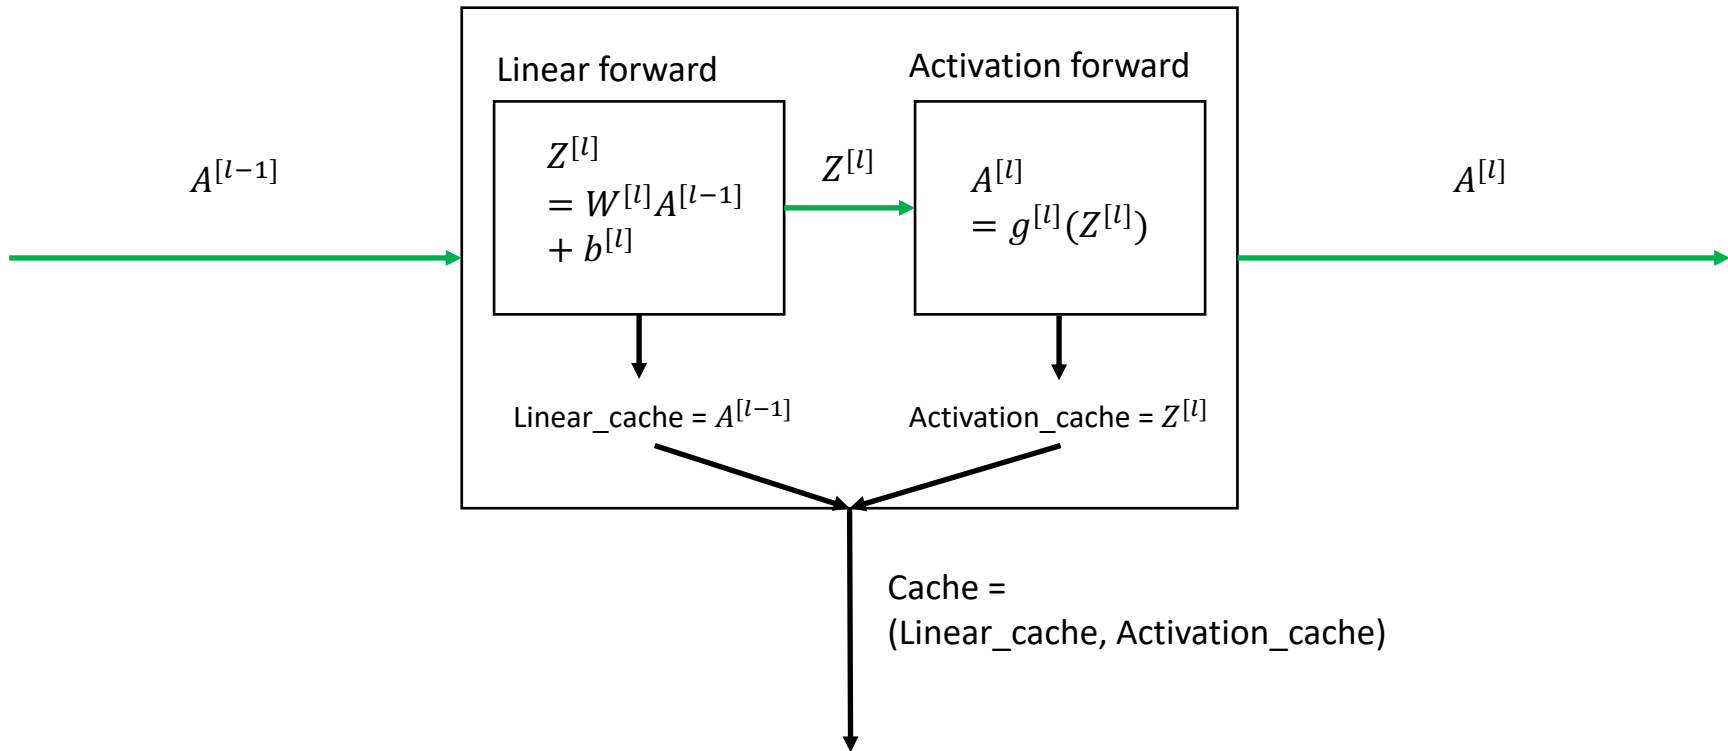 Linear forward
Activation forward
A^{[l-1]}
Z^{[l]}
= W^{[l]}A^{[l-1]}
+ b^{[l]}
Z^{[l]}
A^{[l]}
= g^{[l]}(Z^{[l]})
A^{[l]}
Linear_cache = A^{[l-1]}
Activation_cache = Z^{[l]}
Cache =
(Linear_cache, Activation_cache)